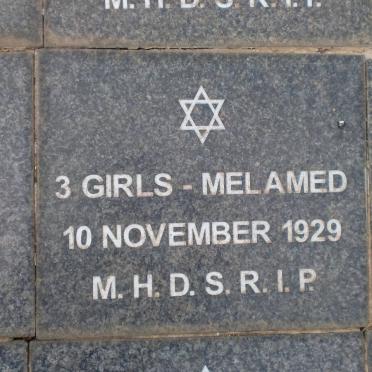 M. H. D. S. R. I. P.
3 GIRLS - MELAMED
10 NOVEMBER 1929
M. H. D. S. R. I. P.